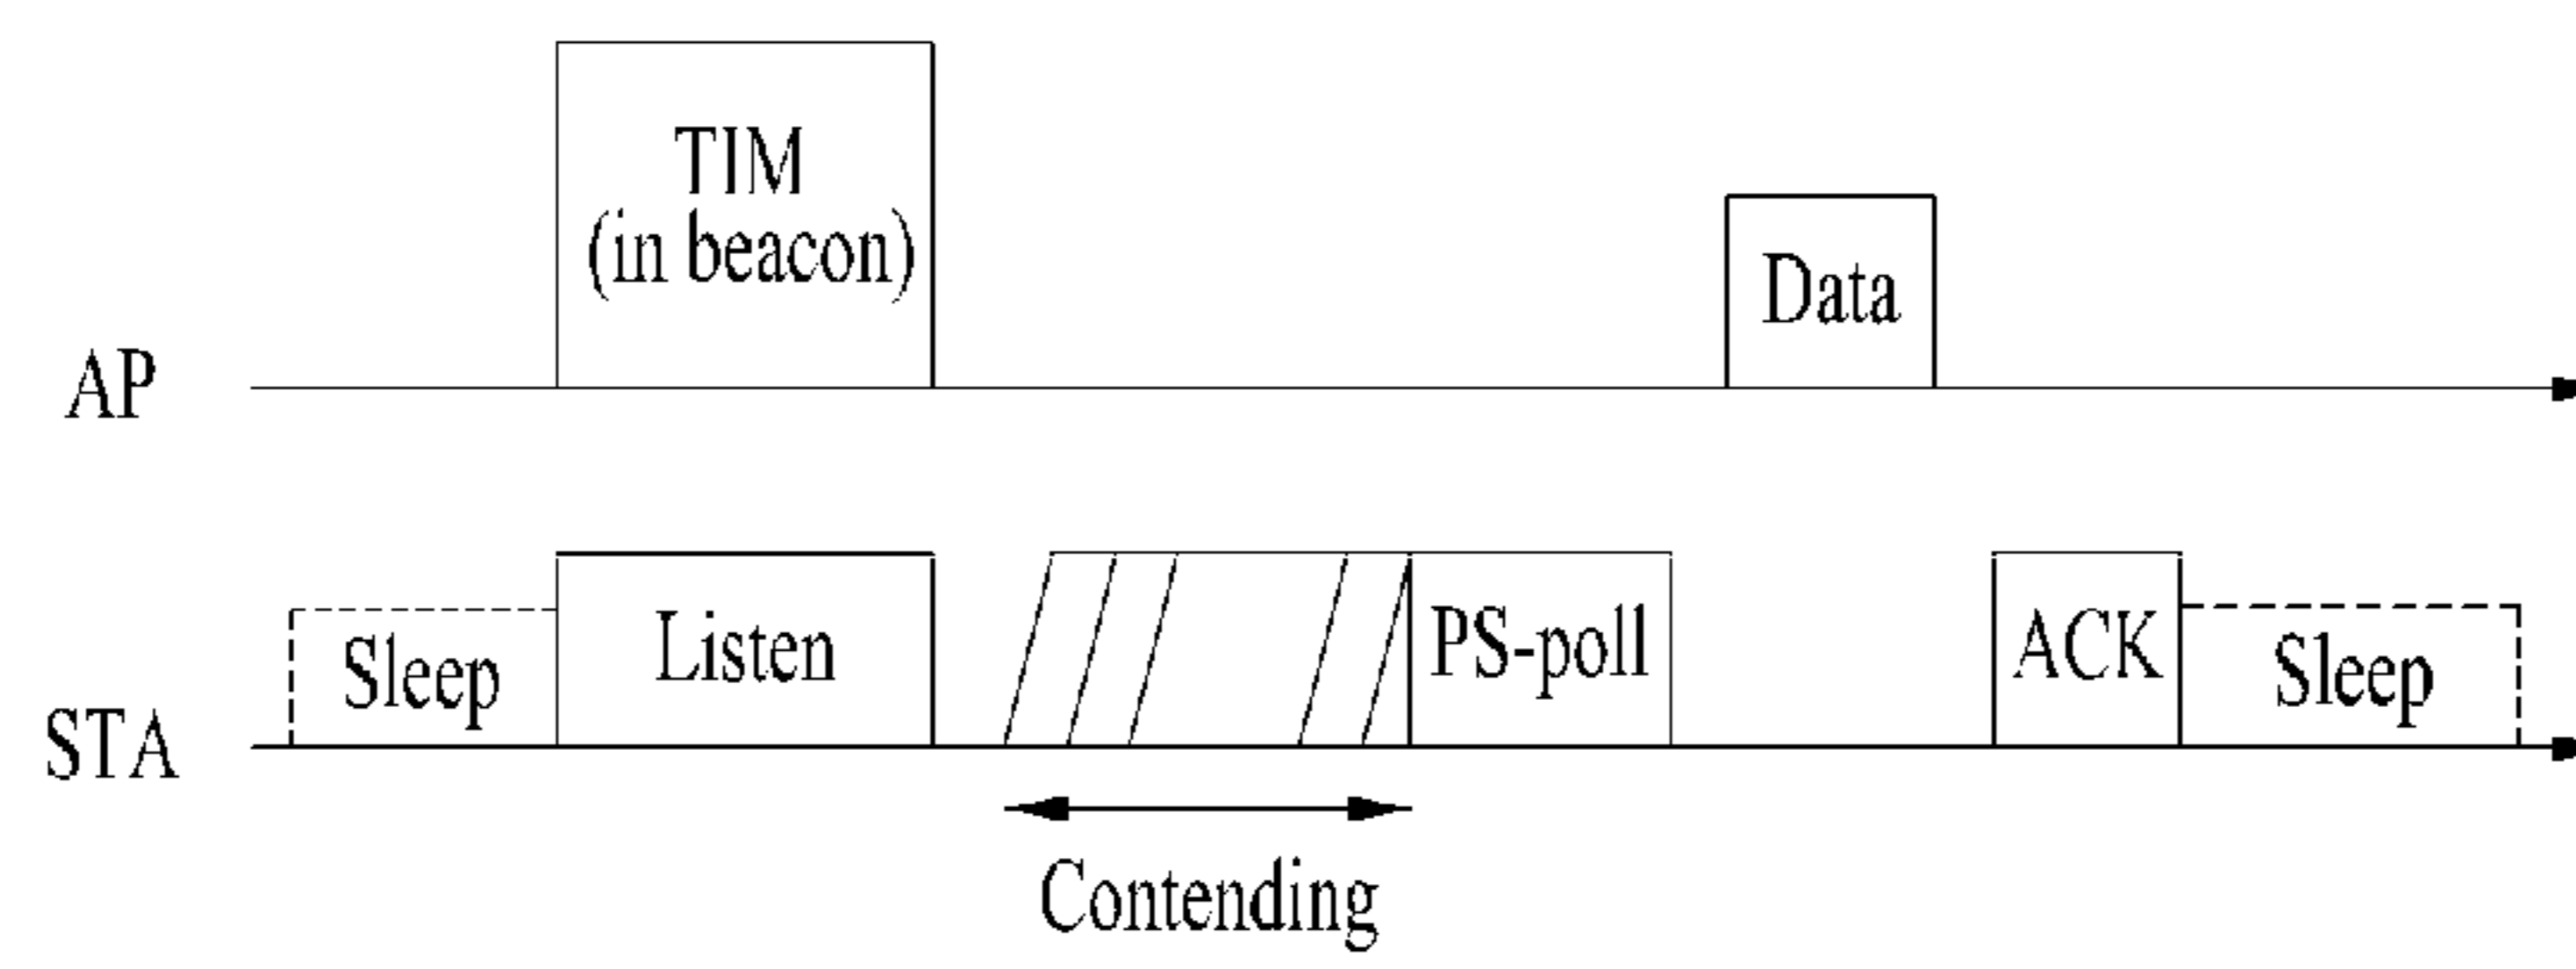 TIM
(in beacon)
Data
AP
Sleep
Listen
PS-poll
ACK
Sleep
STA
Contending